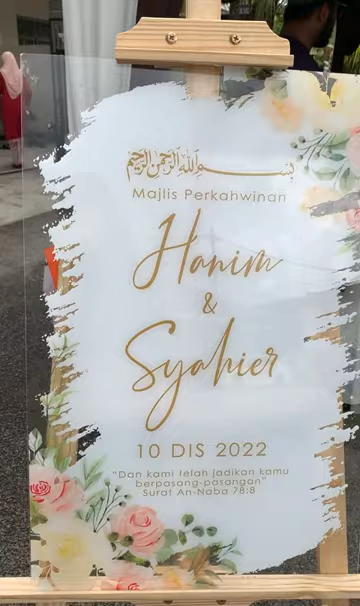 بسم الله الرحمن الرحيم
Majlis Perkahwinan
Hanim
&
Syahier
10 DIS 2022
"Dan kami telah jadikan kamu
berpasang-pasangan"
Surat An-Naba 78:8